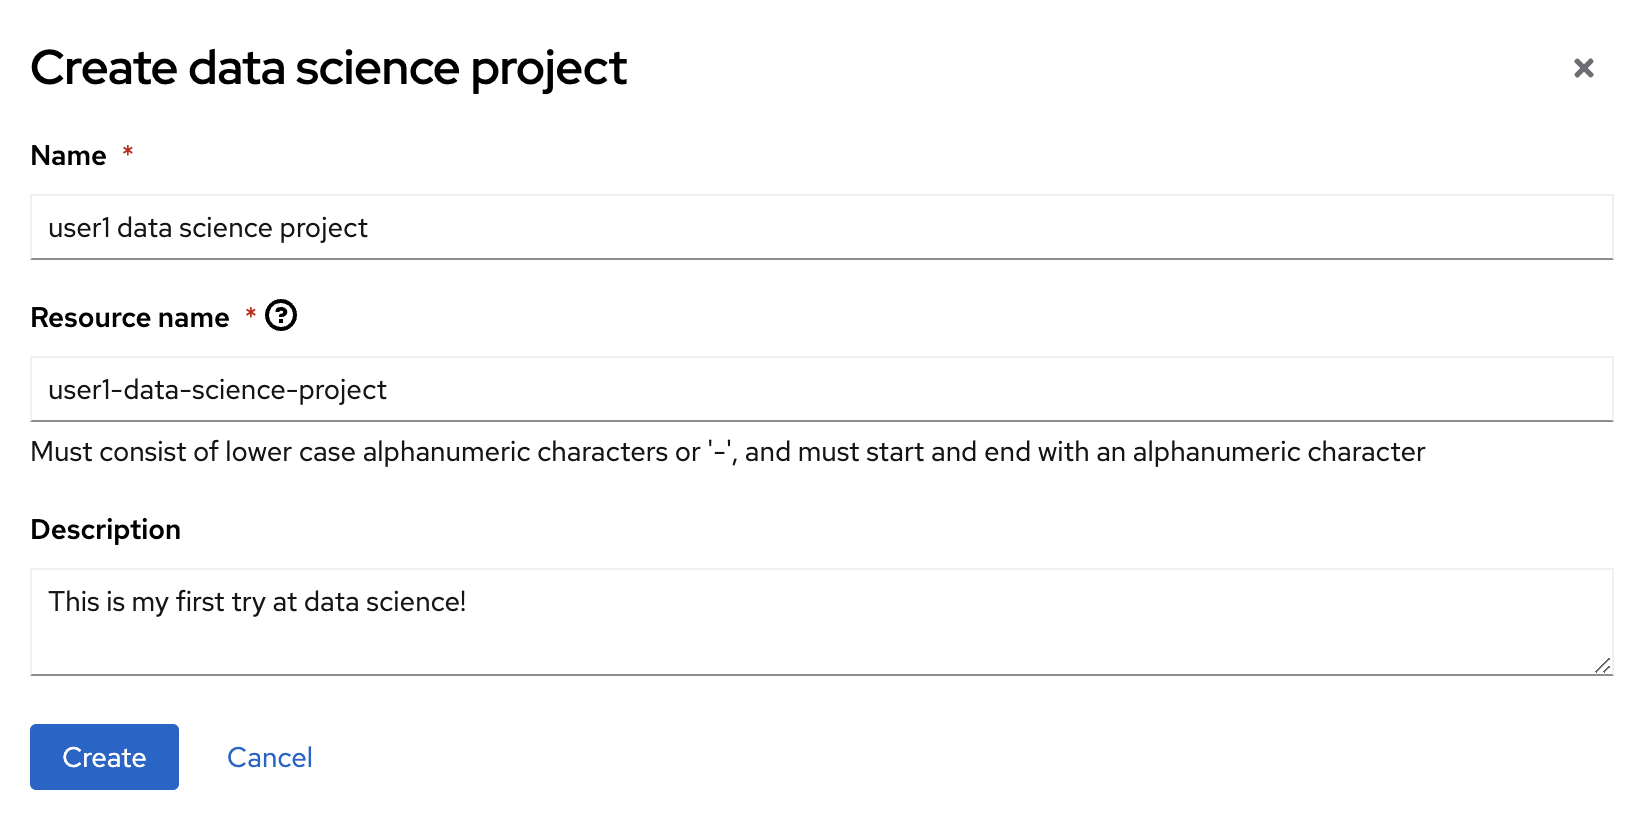 Create data science project
Name *
user1 data science project
Resource name * ?
user1-data-science-project
Must consist of lower case alphanumeric characters or '-', and must start and end with an alphanumeric character
Description
This is my first try at data science!
Create Cancel